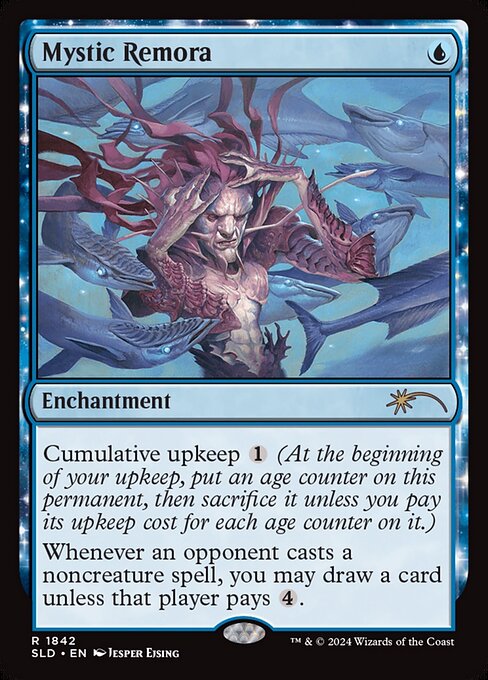 Mystic Remora
Enchantment
Cumulative upkeep 1 (At the beginning
of your upkeep, put an age counter on this
permanent, then sacrifice it unless you pay
its upkeep cost for each age counter on it.)
Whenever an opponent casts a
noncreature spell, you may draw a card
unless that player pays 4.
R 1842
SLD • EN Jesper Ejsing
™ & © 2024 Wizards of the Coast